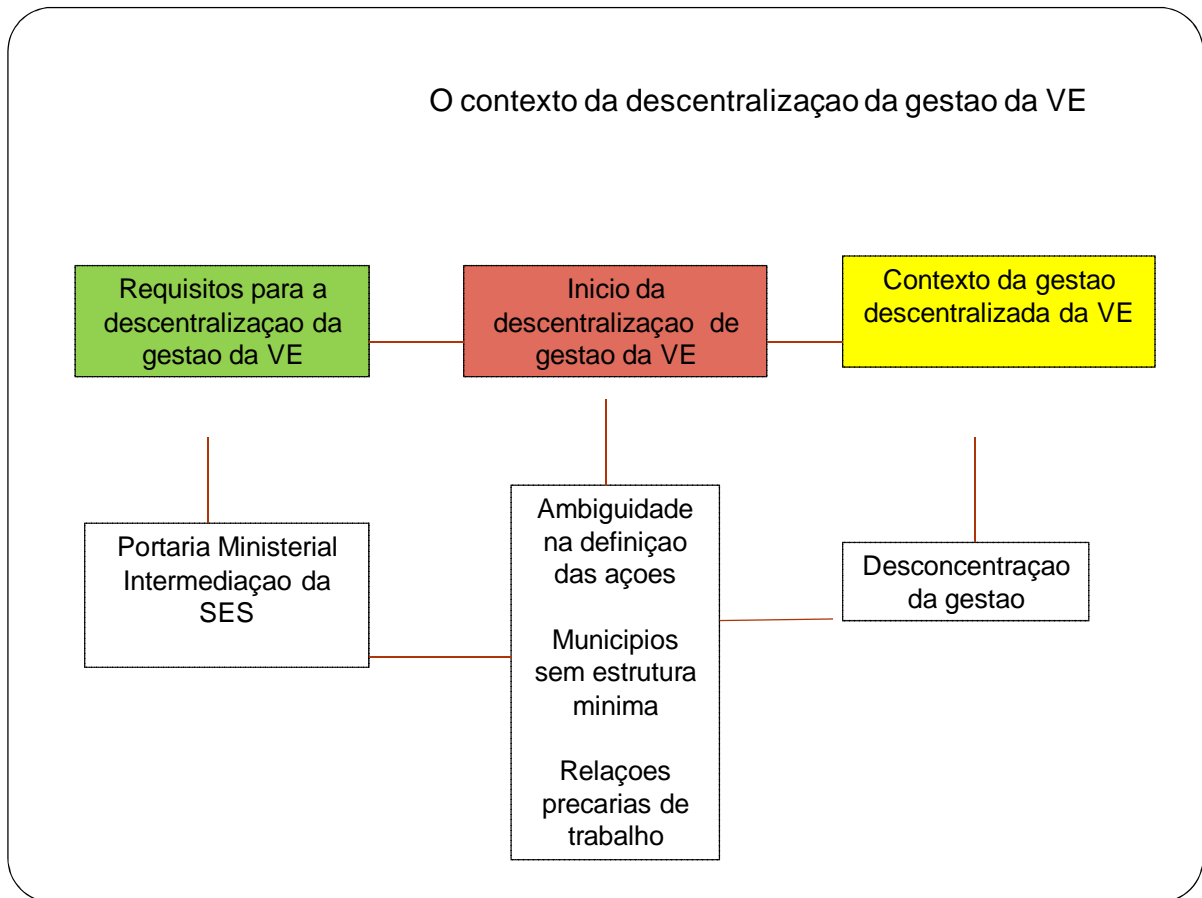 O contexto da descentralizaçao da gestao da VE
Requisitos para a
descentralizaçao da
gestao da VE
Inicio da
descentralizaçao de
gestao da VE
Contexto da gestao
descentralizada da VE
Portaria Ministerial
Intermediaçao da
SES
Ambiguidade
na definiçao
das açoes
Municipios
sem estrutura
minima
Relaçoes
precarias de
trabalho
Desconcentraçao
da gestao